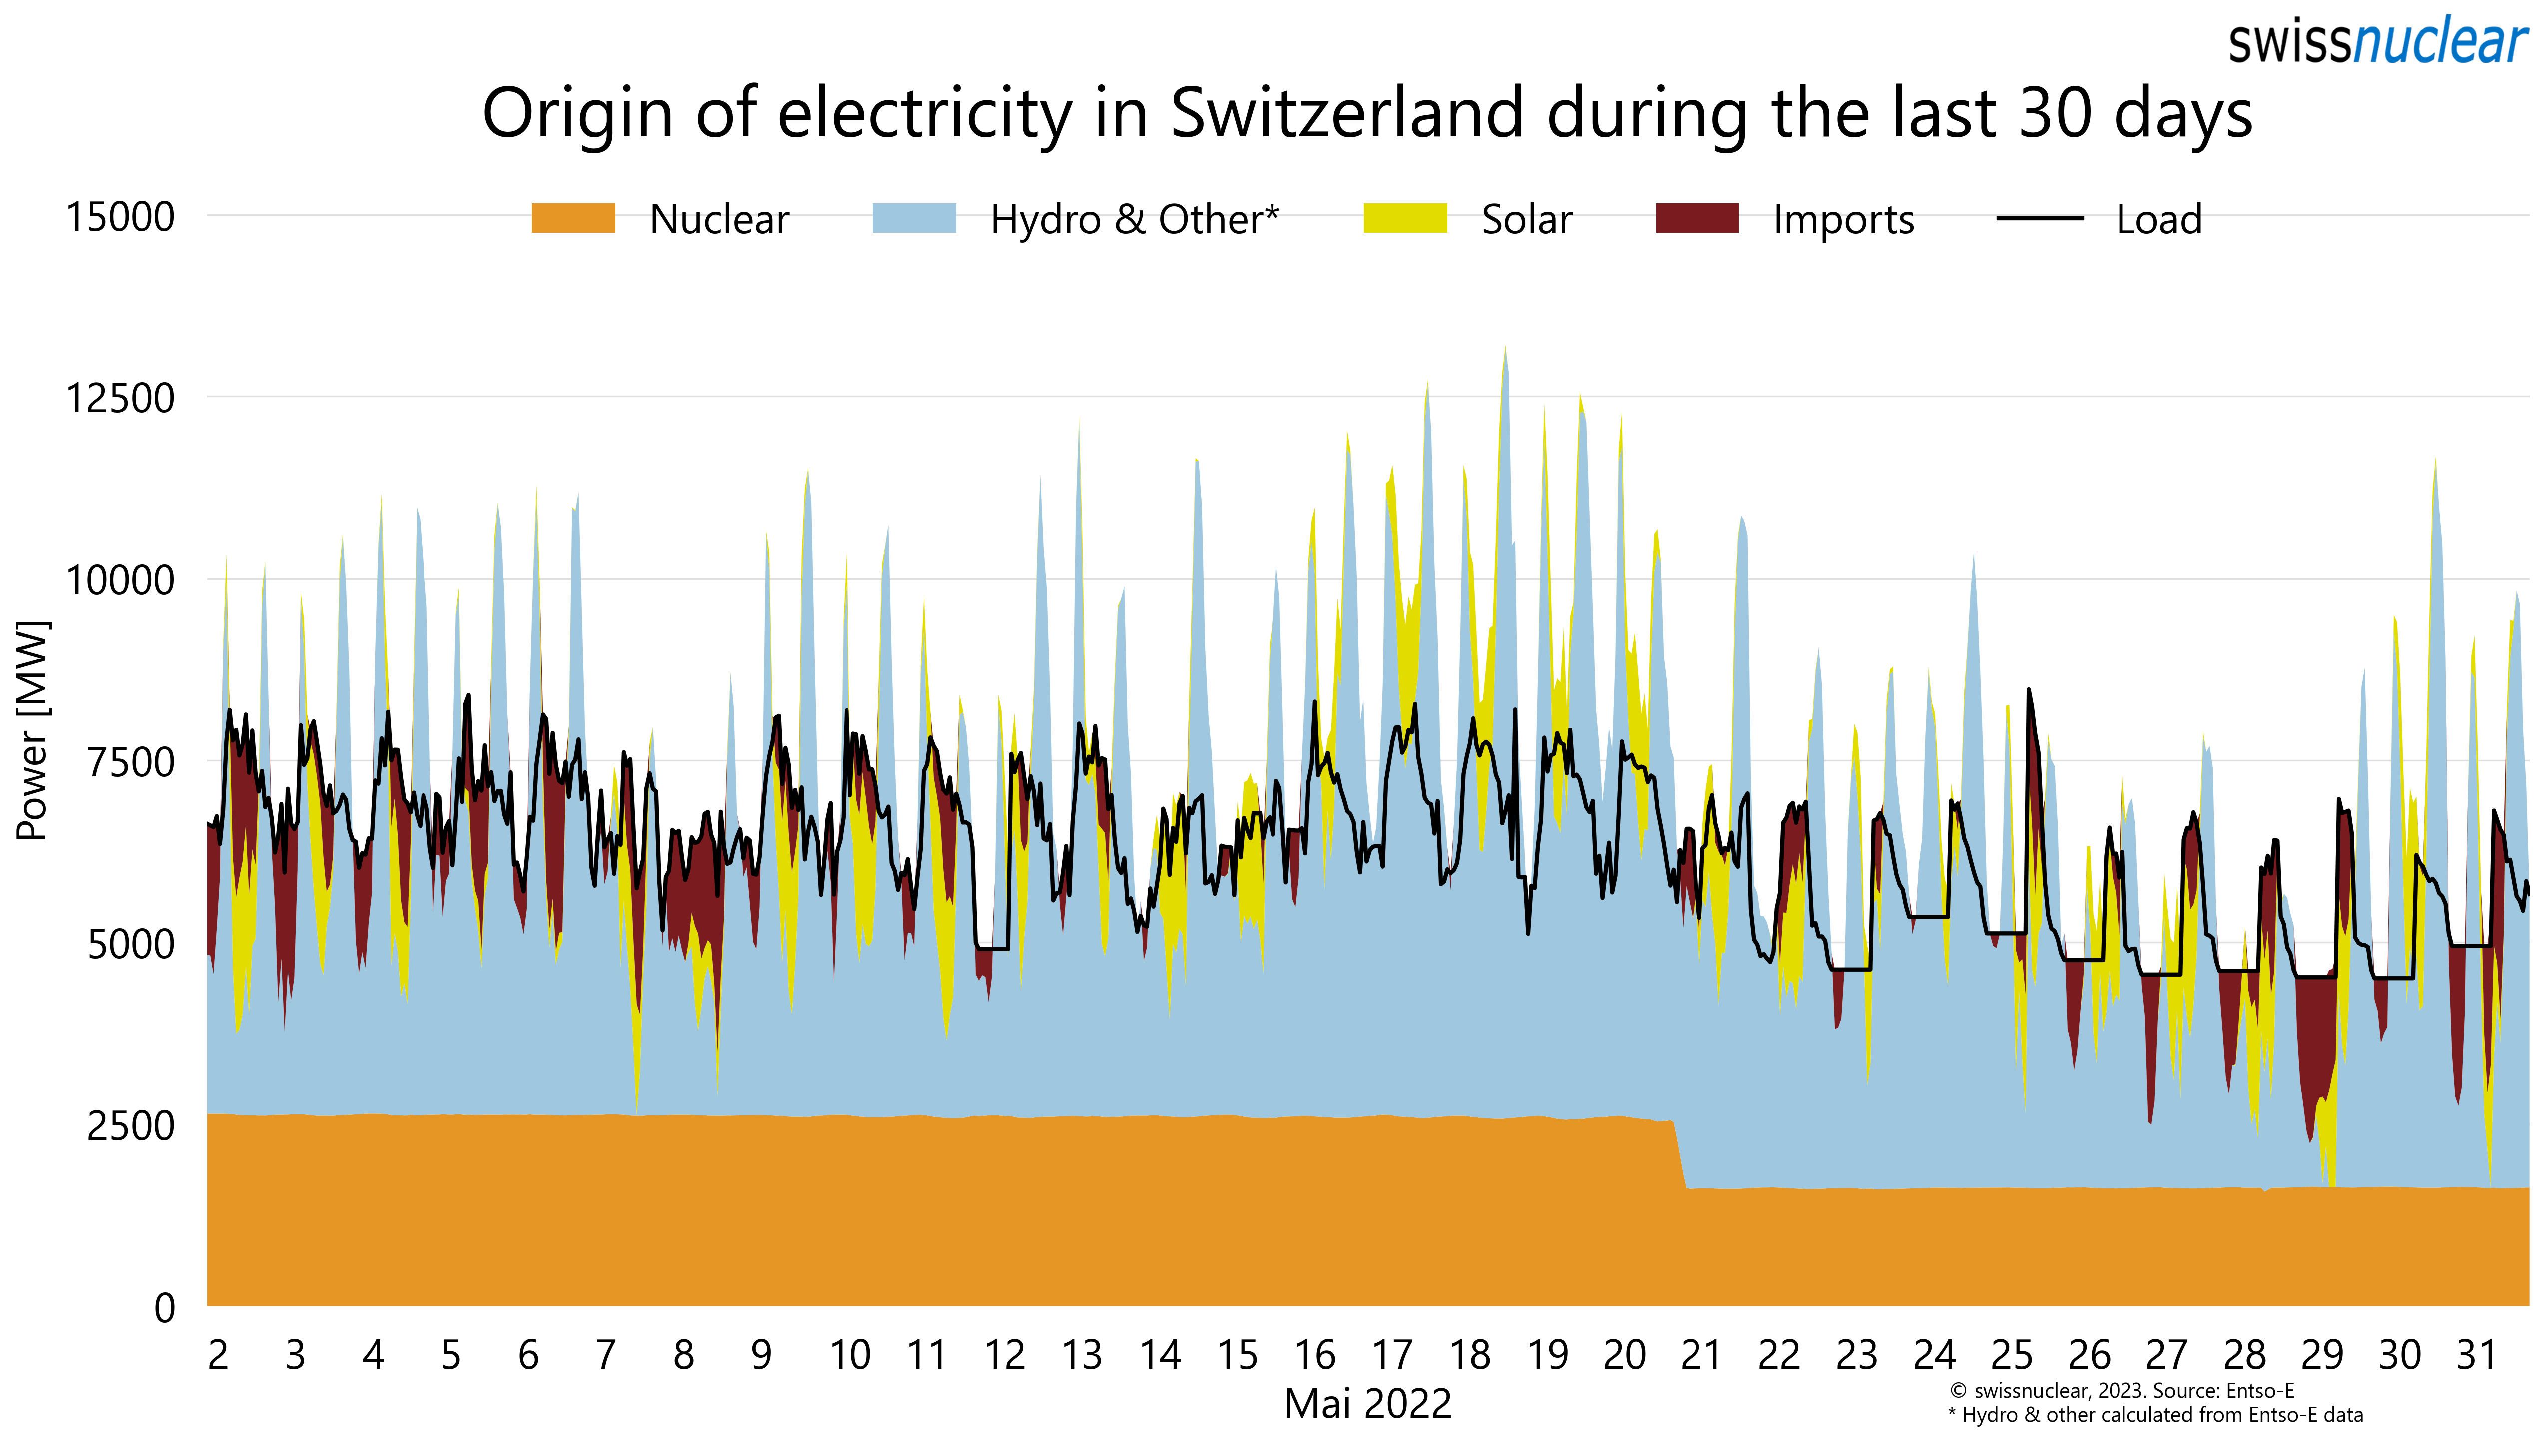 swissnuclear
Origin of electricity in Switzerland during the last 30 days
Nuclear Hydro & Other* Solar Imports Load
15000
12500
10000
7500
5000
2500
0
Power [MW]
2 3 4 5 6 7 8 9 10 11 12 13 14 15 16 17 18 19 20 21 22 23 24 25 26 27 28 29 30 31
Mai 2022
© swissnuclear, 2023. Source: Entso-E
* Hydro & other calculated from Entso-E data